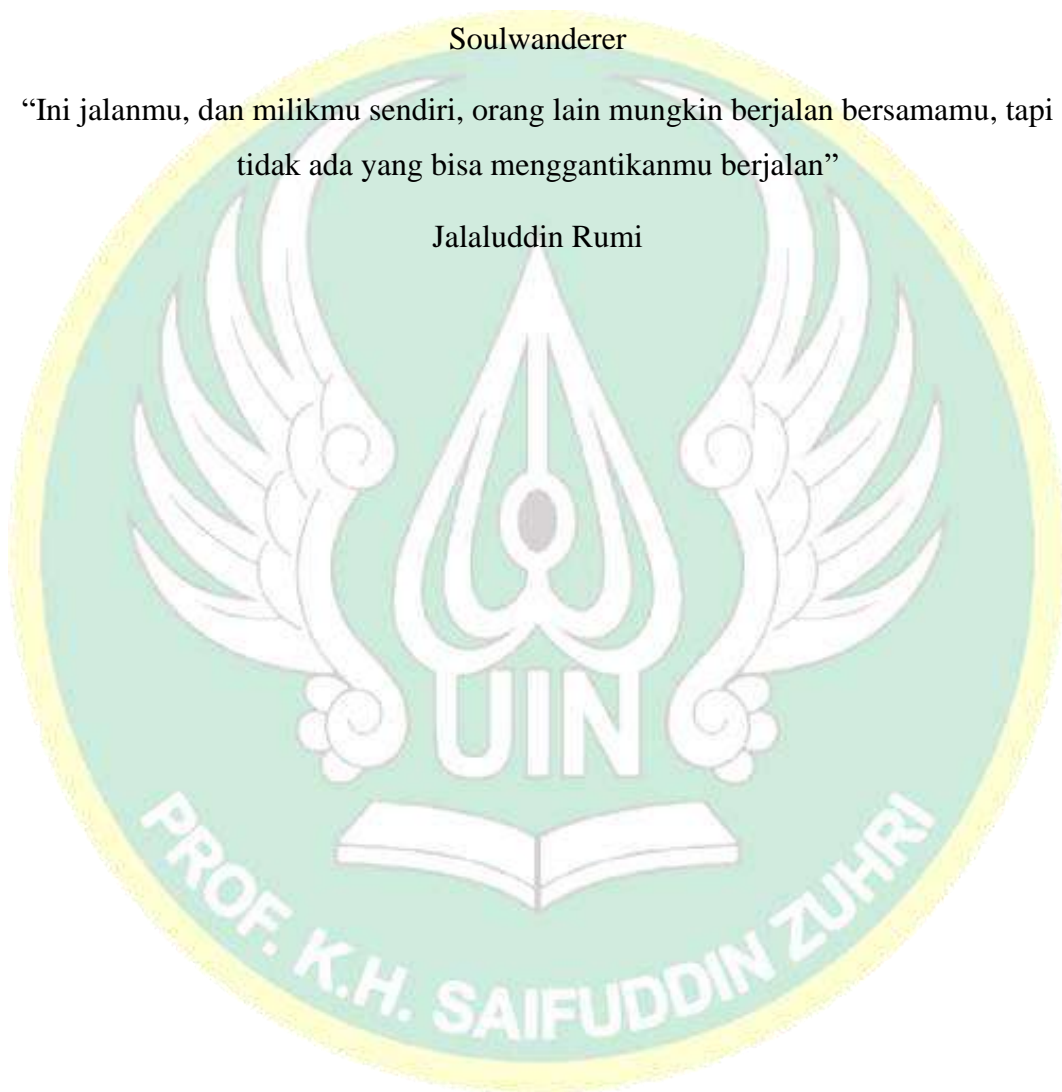 Soulwanderer
“Ini jalanmu, dan milikmu sendiri, orang lain mungkin berjalan bersamamu, tapi
tidak ada yang bisa menggantikanmu berjalan”
Jalaluddin Rumi
UIN
PROF. K.H. SAIFUDDIN ZUHRI